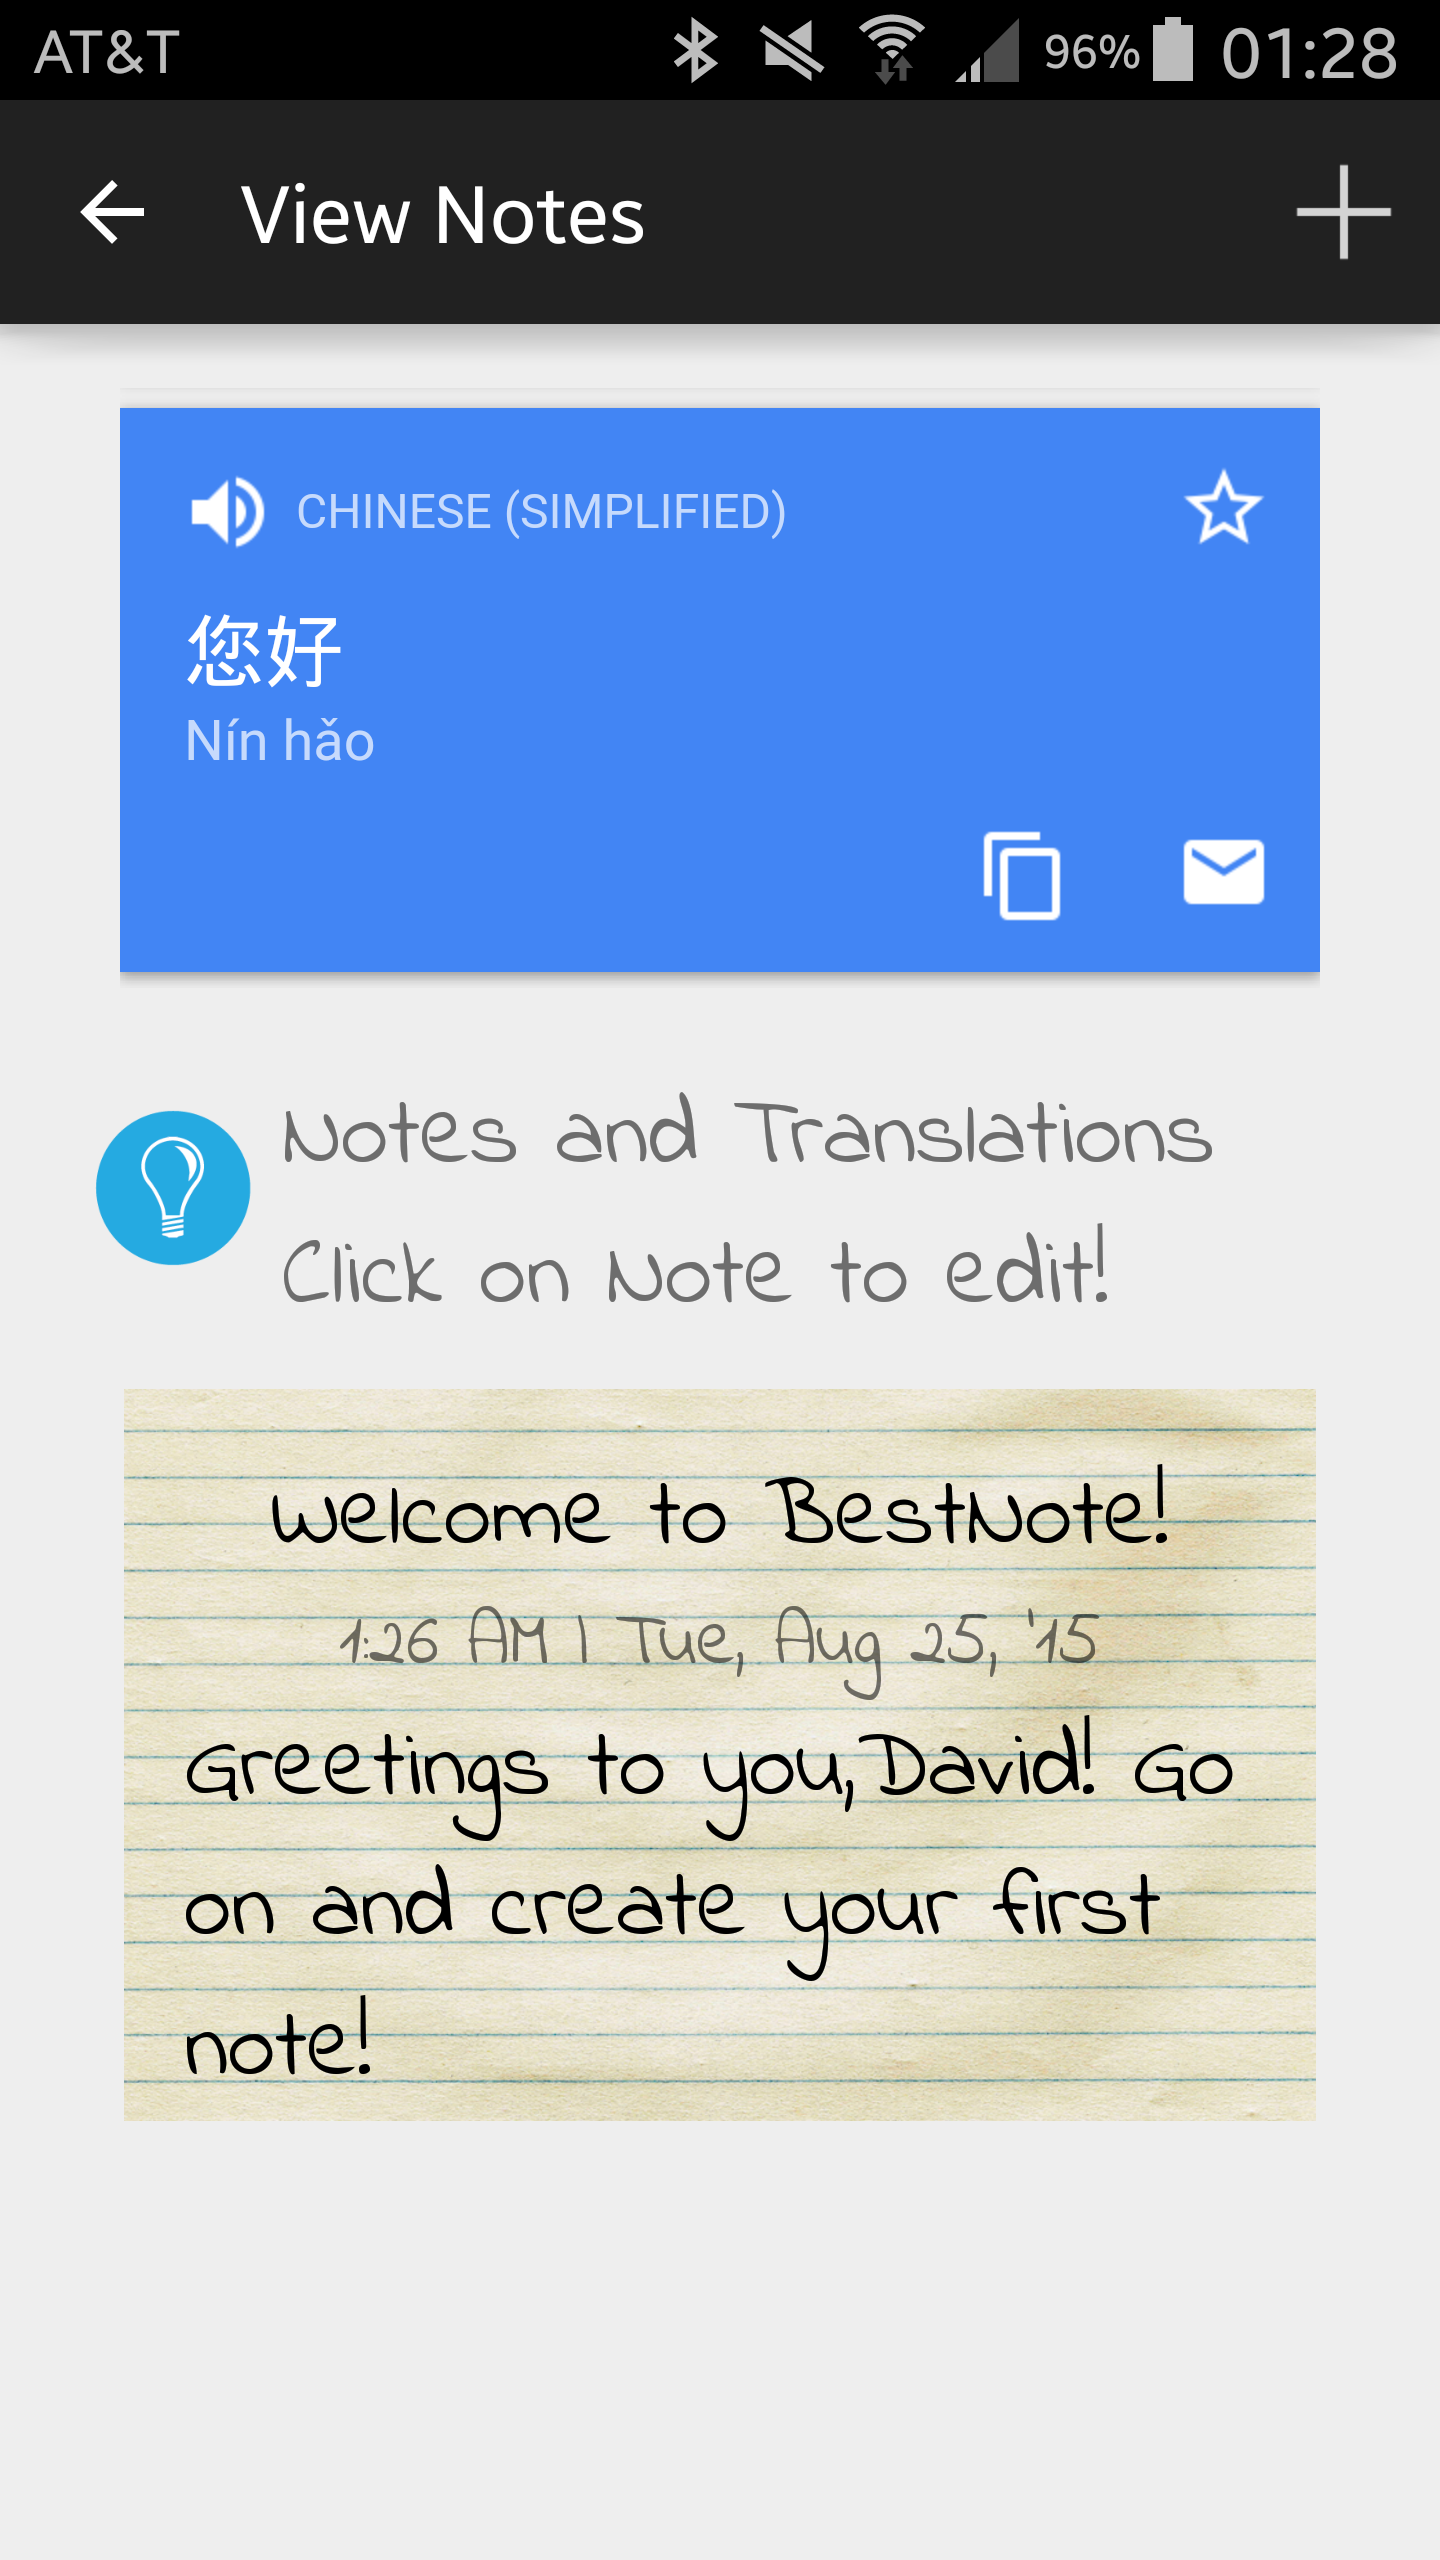 AT&T 96% 01:28
View Notes
CHINESE (SIMPLIFIED)
您好
Nín hǎo
Notes and Translations
Click on Note to edit!
Welcome to BestNote!
1:26 AM | Tue, Aug 25, '15
Greetings to you,David! Go
on and create your first
note!